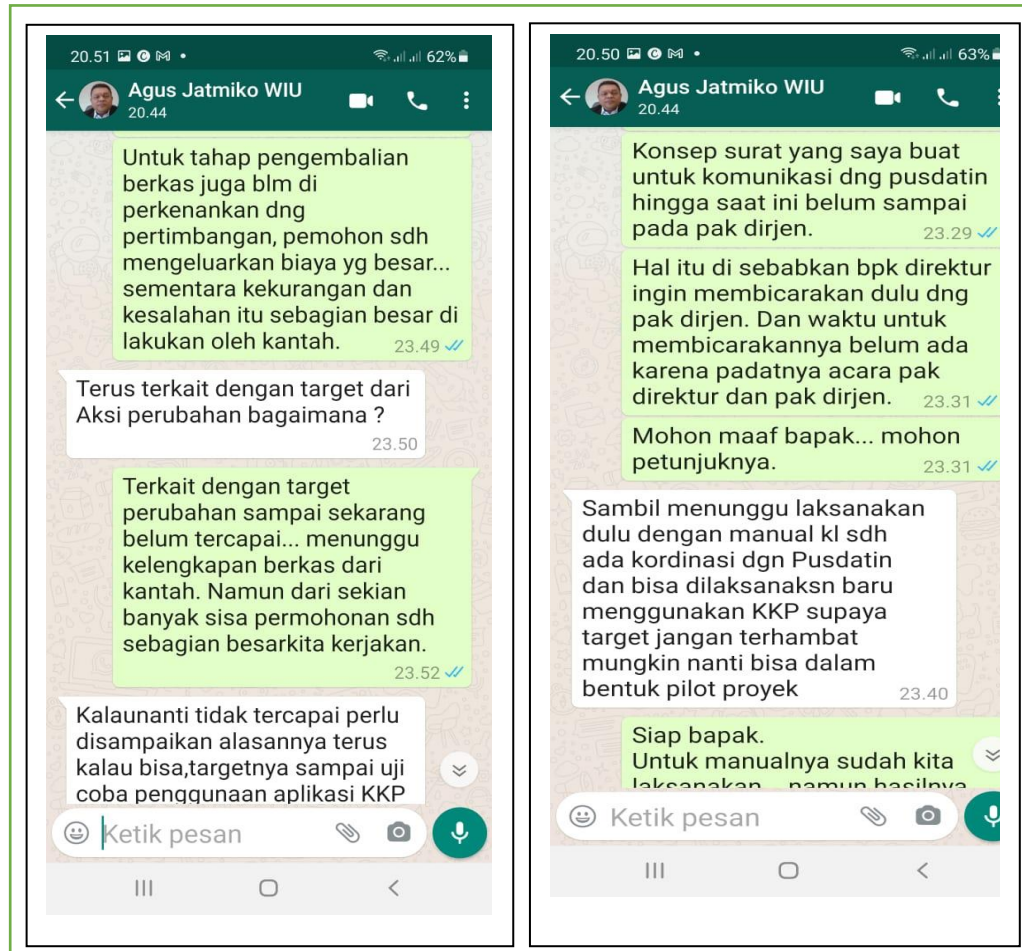 20.51
62%
Agus Jatmiko WIU
20.44
Untuk tahap pengembalian
berkas juga blm di
perkenankan dng
pertimbangan, pemohon sdh
mengeluarkan biaya yg besar...
sementara kekurangan dan
kesalahan itu sebagian besar di
lakukan oleh kantah.
23.49
Terus terkait dengan target dari
Aksi perubahan bagaimana ?
23.50
Terkait dengan target
perubahan sampai sekarang
belum tercapai... menunggu
kelengkapan berkas dari
kantah. Namun dari sekian
banyak sisa permohonan sdh
sebagian besarkita kerjakan.
23.52
Kalaunanti tidak tercapai perlu
disampaikan alasannya terus
kalau bisa,targetnya sampai uji
coba penggunaan aplikasi KKP
Ketik pesan
20.50
63%
Agus Jatmiko WIU
20.44
Konsep surat yang saya buat
untuk komunikasi dng pusdatin
hingga saat ini belum sampai
pada pak dirjen.
23.29
Hal itu di sebabkan bpk direktur
ingin membicarakan dulu dng
pak dirjen. Dan waktu untuk
membicarakannya belum ada
karena padatnya acara pak
direktur dan pak dirjen.
23.31
Mohon maaf bapak... mohon
petunjuknya.
23.31
Sambil menunggu laksanakan
dulu dengan manual kl sdh
ada kordinasi dgn Pusdatin
dan bisa dilaksanaksn baru
menggunakan KKP supaya
target jangan terhambat
mungkin nanti bisa dalam
bentuk pilot proyek
23.40
Siap bapak.
Untuk manualnya sudah kita
laksanakan... namun hasilnya
Ketik pesan